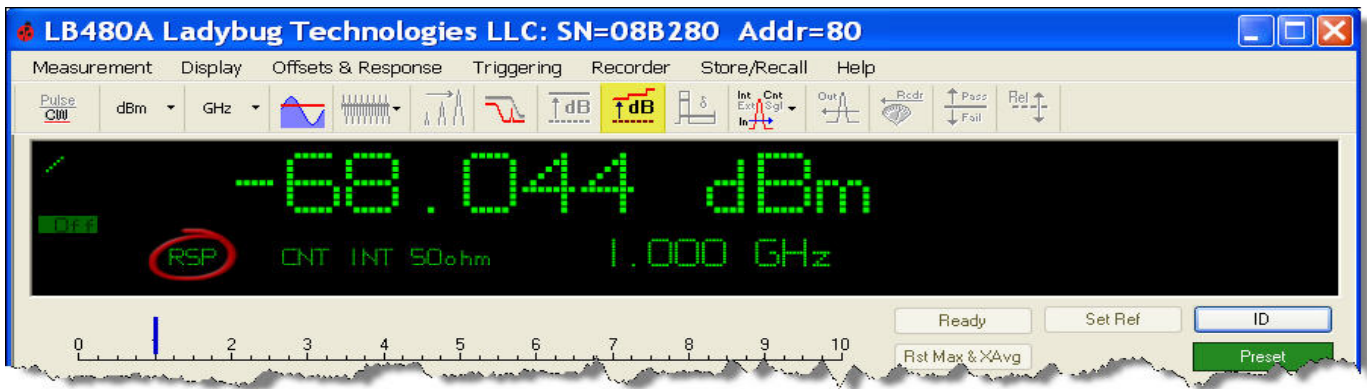 LB480A Ladybug Technologies LLC: SN=08B280 Addr=80
Measurement Display Offsets & Response Triggering Recorder Store/Recall Help
Pulse
CW
dBm
GHz
dB
dB
δ
Int Cnt
Ext Sgl
In
Out
Rcdr
Pass
Fail
Rel
-68.044 dBm
Off
RSP CNT INT 50ohm 1.000 GHz
Ready Set Ref ID
0 2 3 4 5 6 7 8 9 10
Rst Max & XAvg Preset